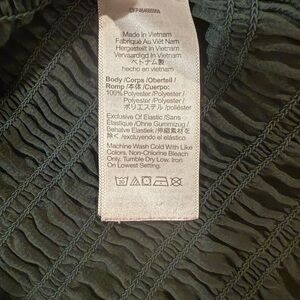 Made in Vietnam
Fabriqué Au Viêt Nam
Hergestellt in Vietnam
Vervaardigd in Vietnam
ベトナム製
hecho en vietnam
Body /Corps /Oberteil /
Romp /本体 /Cuerpo:
100% Polyester /Polyester /
Polyester /Polyester /
ポリエステル /poliéster
Exclusive Of Elastic /Sans
Elastique /Ohne Gummizug /
Behalve Elastiek /伸縮素材を
除く /excluyendo el elástico
Machine Wash Cold With Like
Colors. Non-Chlorine Bleach
Only. Tumble Dry Low. Iron
On Lowest Setting.